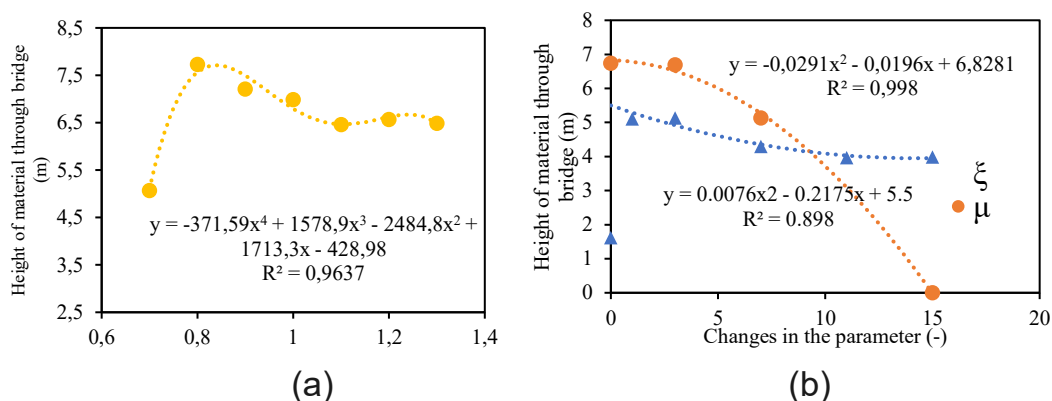 Height of material through bridge
(m)
8,5
7,5
6,5
5,5
4,5
3,5
2,5
y = -371,59x⁴ + 1578,9x³ - 2484,8x² +
1713,3x - 428,98
R² = 0,9637
0,6
0,8
1
1,2
1,4
(a)
Height of material through
bridge (m)
8
7
6
5
4
3
2
1
0
y = -0,0291x² - 0,0196x + 6,8281
R² = 0,998
y = 0.0076x2 - 0.2175x + 5.5
R² = 0.898
ξ
μ
0
5
10
15
20
Changes in the parameter (-)
(b)